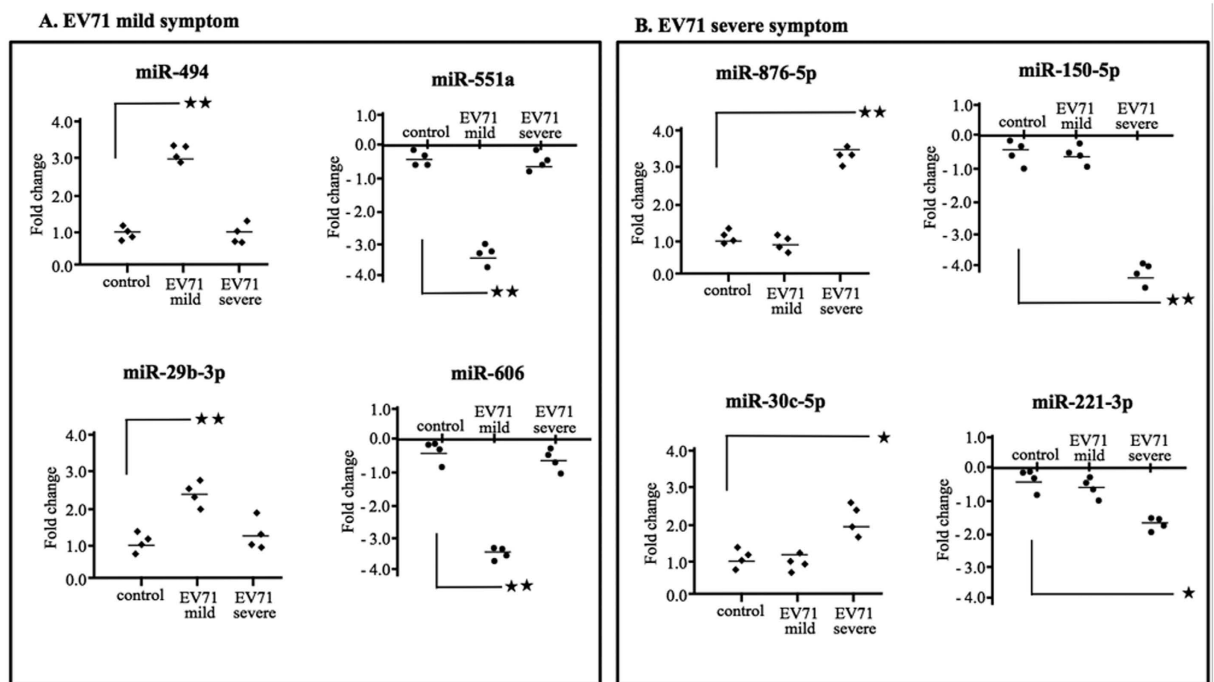 A. EV71 mild symptom
miR-494
★★
4.0
3.0
2.0
1.0
0.0
Fold change
control
EV71
mild
EV71
severe
miR-551a
1.0
0.0
- 1.0
- 2.0
- 3.0
- 4.0
Fold change
control
EV71
mild
EV71
severe
★★
miR-29b-3p
★★
4.0
3.0
2.0
1.0
0.0
Fold change
control
EV71
mild
EV71
severe
miR-606
1.0
0.0
- 1.0
- 2.0
- 3.0
- 4.0
Fold change
control
EV71
mild
EV71
severe
★★
B. EV71 severe symptom
miR-876-5p
★★
4.0
3.0
2.0
1.0
0.0
Fold change
control
EV71
mild
EV71
severe
miR-150-5p
1.0
0.0
- 1.0
- 2.0
- 3.0
- 4.0
Fold change
control
EV71
mild
EV71
severe
★★
miR-30c-5p
★
4.0
3.0
2.0
1.0
0.0
Fold change
control
EV71
mild
EV71
severe
miR-221-3p
1.0
0.0
- 1.0
- 2.0
- 3.0
- 4.0
Fold change
control
EV71
mild
EV71
severe
★